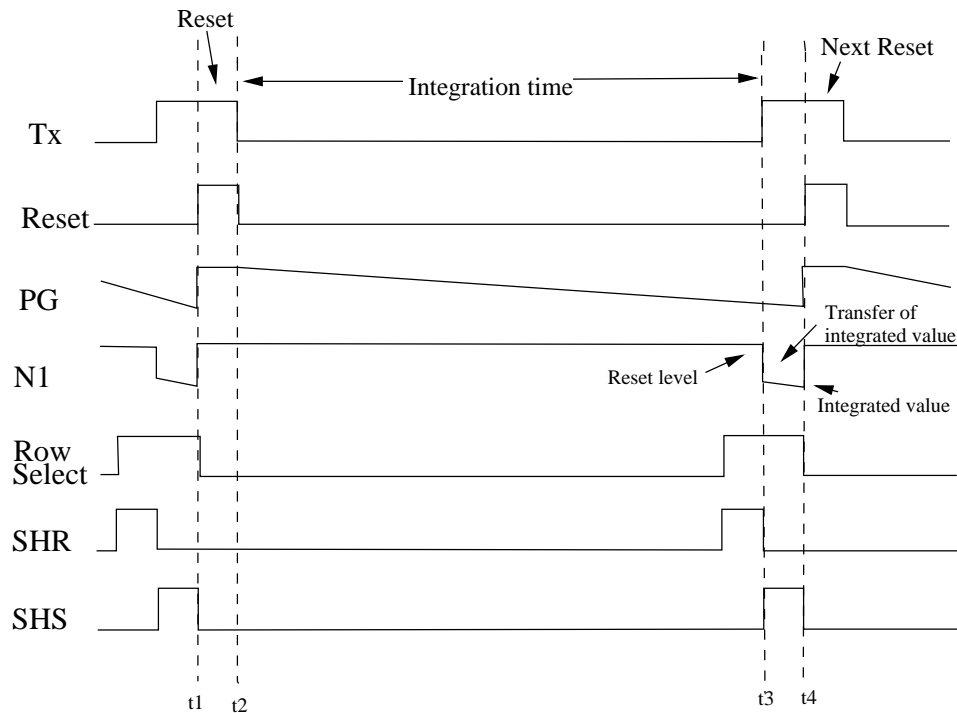 Reset
Next Reset
Integration time
Tx
Reset
PG
Transfer of
integrated value
N1
Reset level
Integrated value
Row
Select
SHR
SHS
t1
t2
t3
t4